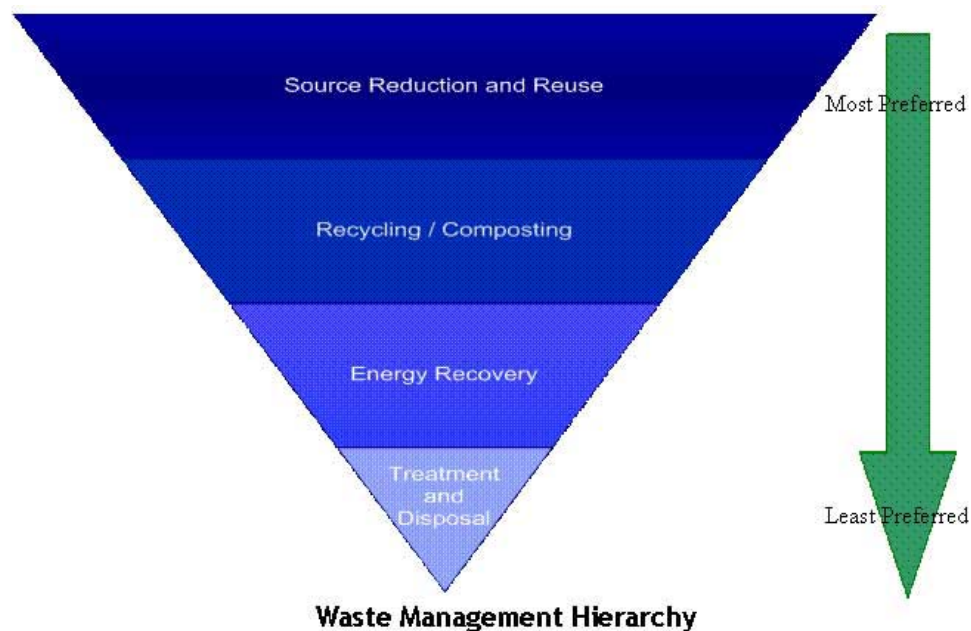 Source Reduction and Reuse
Most Preferred
Recycling / Composting
Energy Recovery
Treatment
and
Disposal
Least Preferred
Waste Management Hierarchy